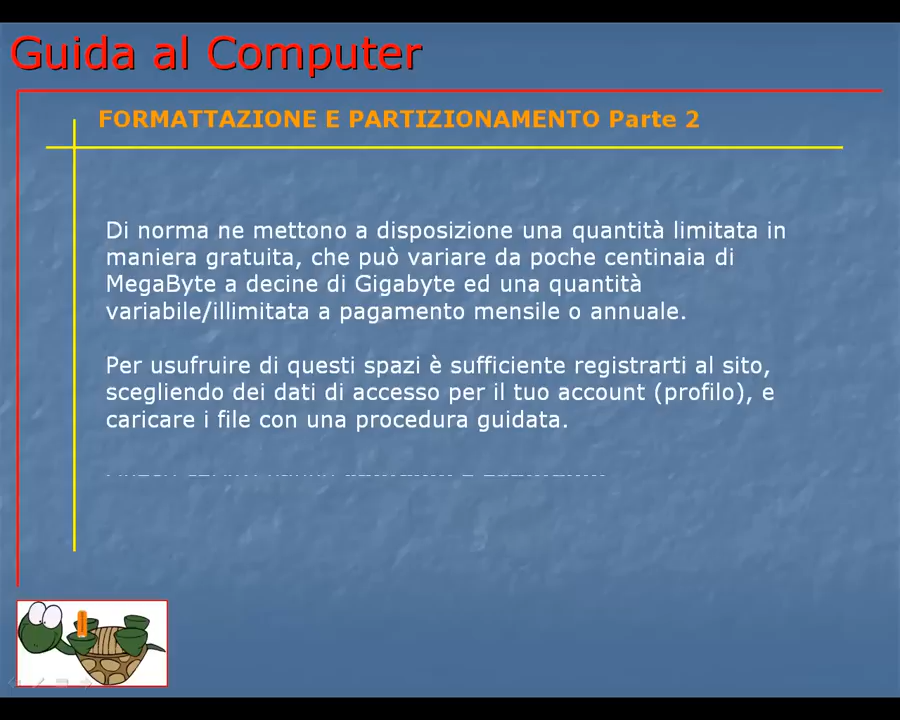 Guida al Computer
FORMATTAZIONE E PARTIZIONAMENTO Parte 2
Di norma ne mettono a disposizione una quantità limitata in
maniera gratuita, che può variare da poche centinaia di
MegaByte a decine di Gigabyte ed una quantità
variabile/illimitata a pagamento mensile o annuale.
Per usufruire di questi spazi è sufficiente registrarti al sito,
scegliendo dei dati di accesso per il tuo account (profilo), e
caricare i file con una procedura guidata.